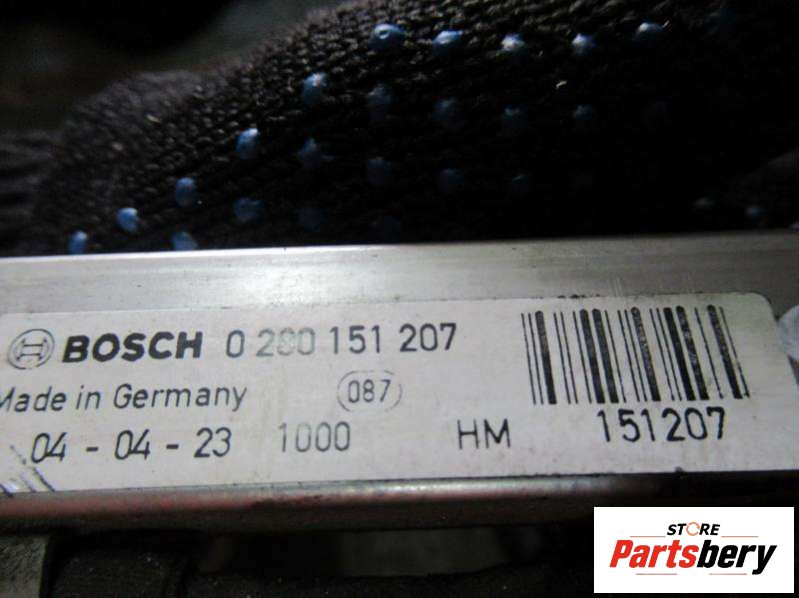 BOSCH 0 280 151 207
Made in Germany 087
04 - 04 - 23 1000 HM 151207
STORE
Partsbery